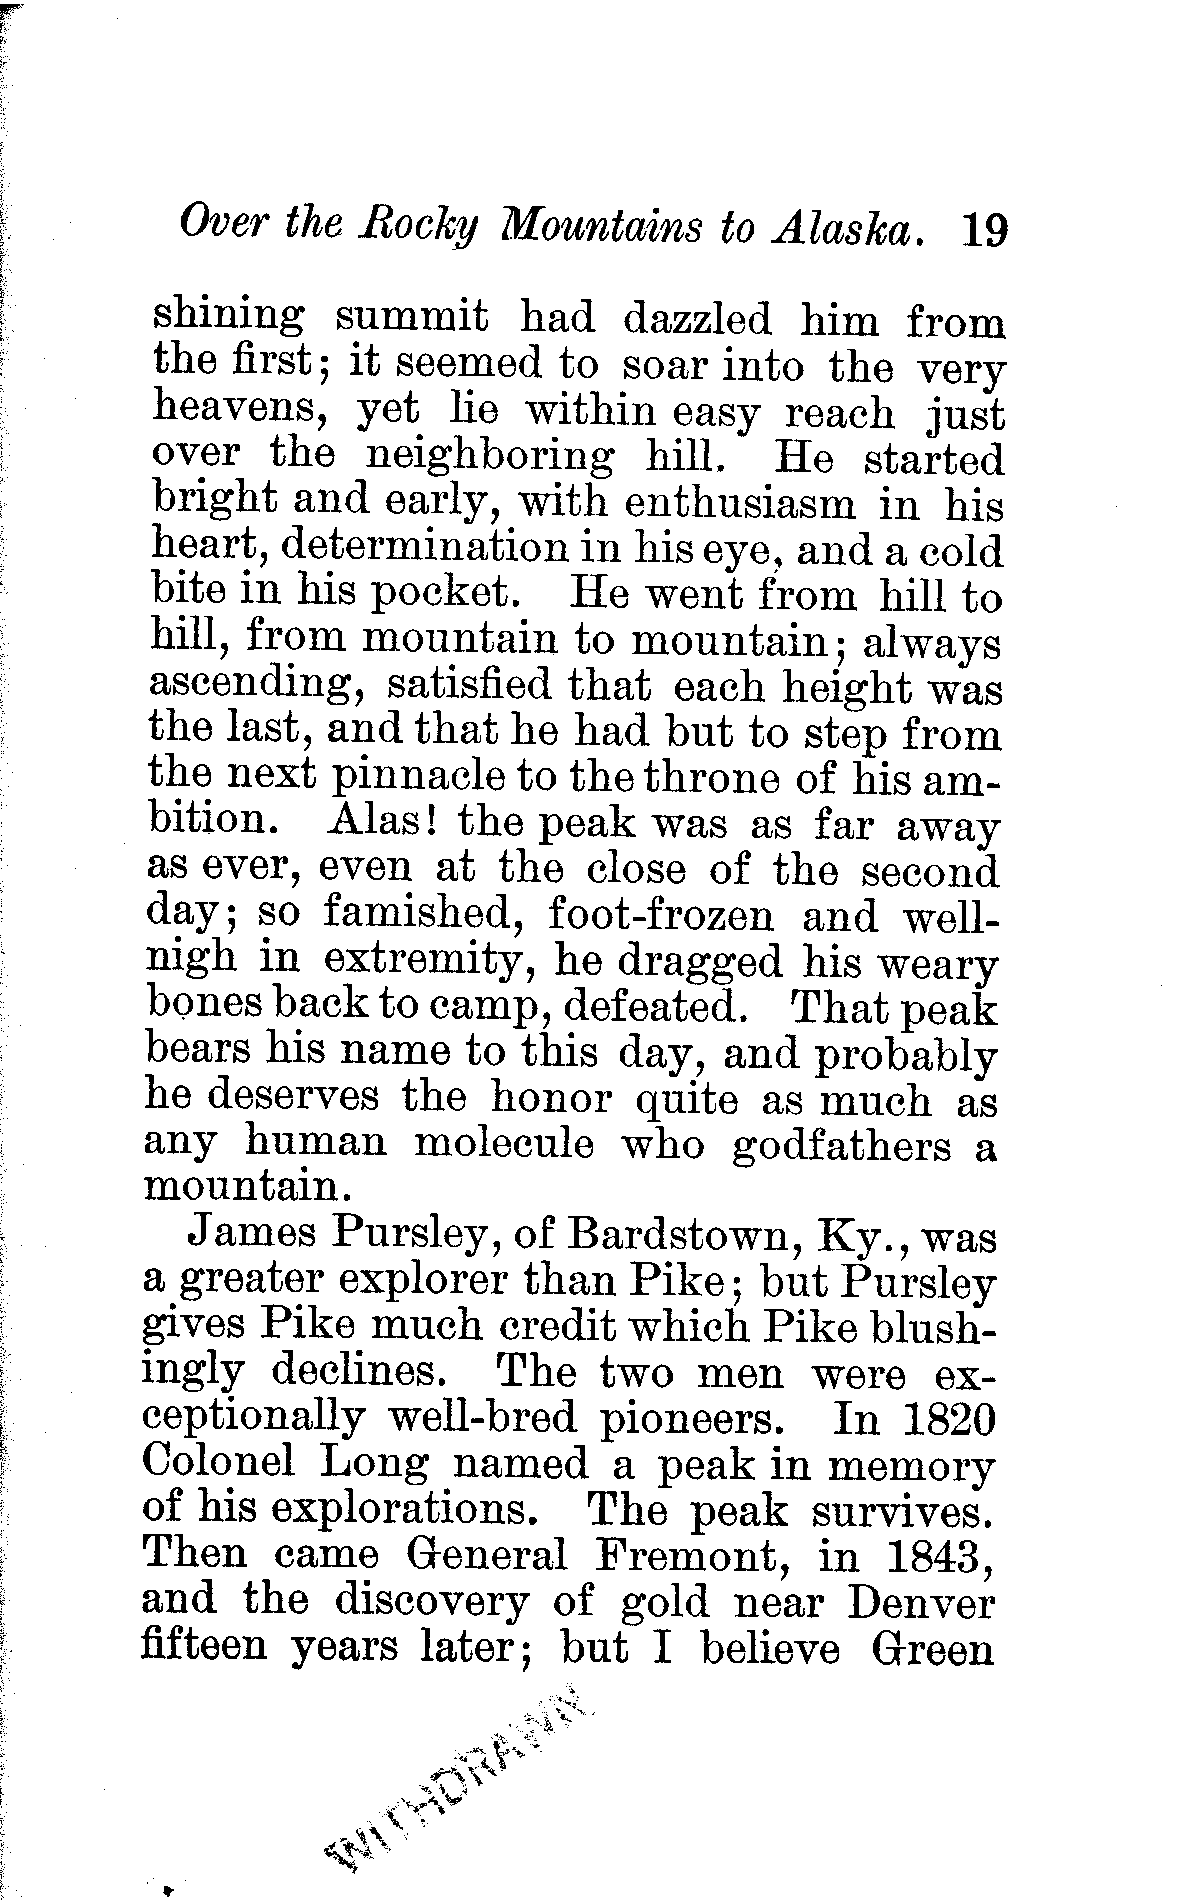 Over the Rocky Mountains to Alaska. 19
shining summit had dazzled him from
the first; it seemed to soar into the very
heavens, yet lie within easy reach just
over the neighboring hill. He started
bright and early, with enthusiasm in his
heart, determination in his eye, and a cold
bite in his pocket. He went from hill to
hill, from mountain to mountain; always
ascending, satisfied that each height was
the last, and that he had but to step from
the next pinnacle to the throne of his am-
bition. Alas! the peak was as far away
as ever, even at the close of the second
day; so famished, foot-frozen and well-
nigh in extremity, he dragged his weary
bones back to camp, defeated. That peak
bears his name to this day, and probably
he deserves the honor quite as much as
any human molecule who godfathers a
mountain.
James Pursley, of Bardstown, Ky., was
a greater explorer than Pike; but Pursley
gives Pike much credit which Pike blush-
ingly declines. The two men were ex-
ceptionally well-bred pioneers. In 1820
Colonel Long named a peak in memory
of his explorations. The peak survives.
Then came General Fremont, in 1843,
and the discovery of gold near Denver
fifteen years later; but I believe Green
WITHDRAWN